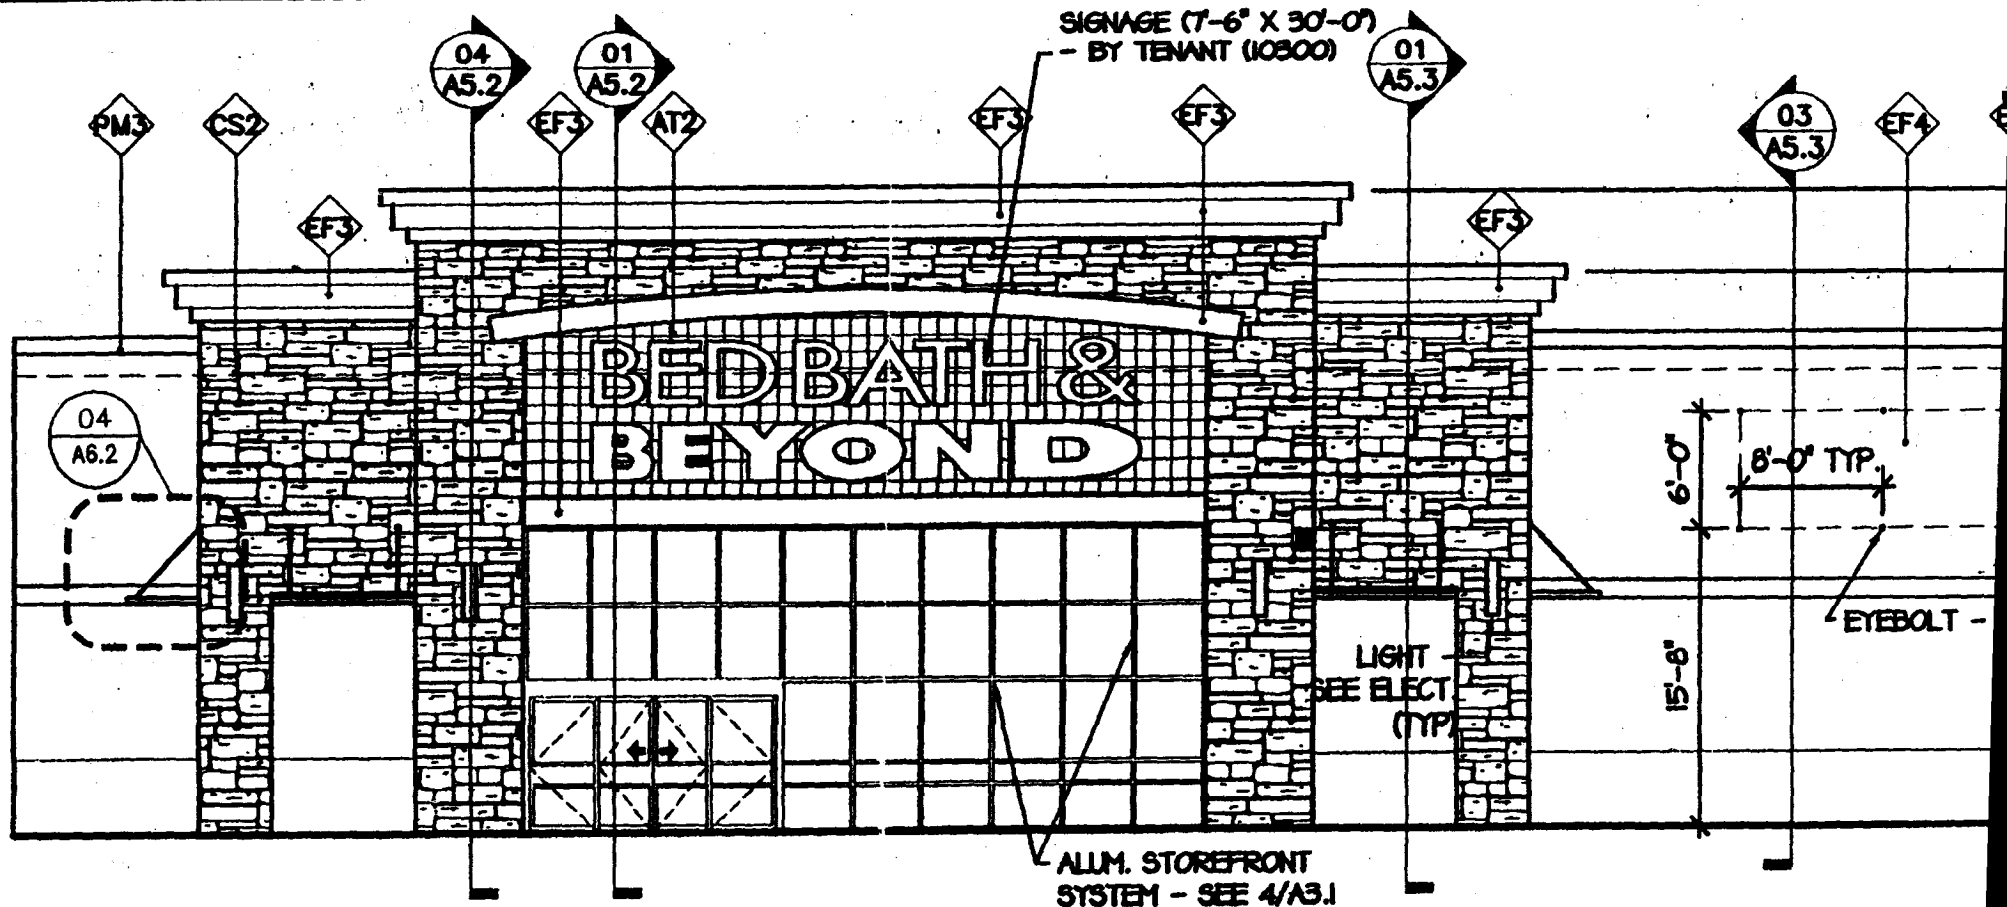 SIGNAGE (7'-6" X 30'-0")
- BY TENANT (10300)
04
A5.2
01
A5.2
01
A5.3
03
A5.3
PM3
CS2
EF3
AT2
EF3
EF3
EF4
EF3
EF3
BED BATH &
BEYOND
04
A6.2
6'-0"
8'-0" TYP.
EYEBOLT -
15'-8"
LIGHT
SEE ELECT.
(TYP)
ALUM. STOREFRONT
SYSTEM - SEE 4/A3.1